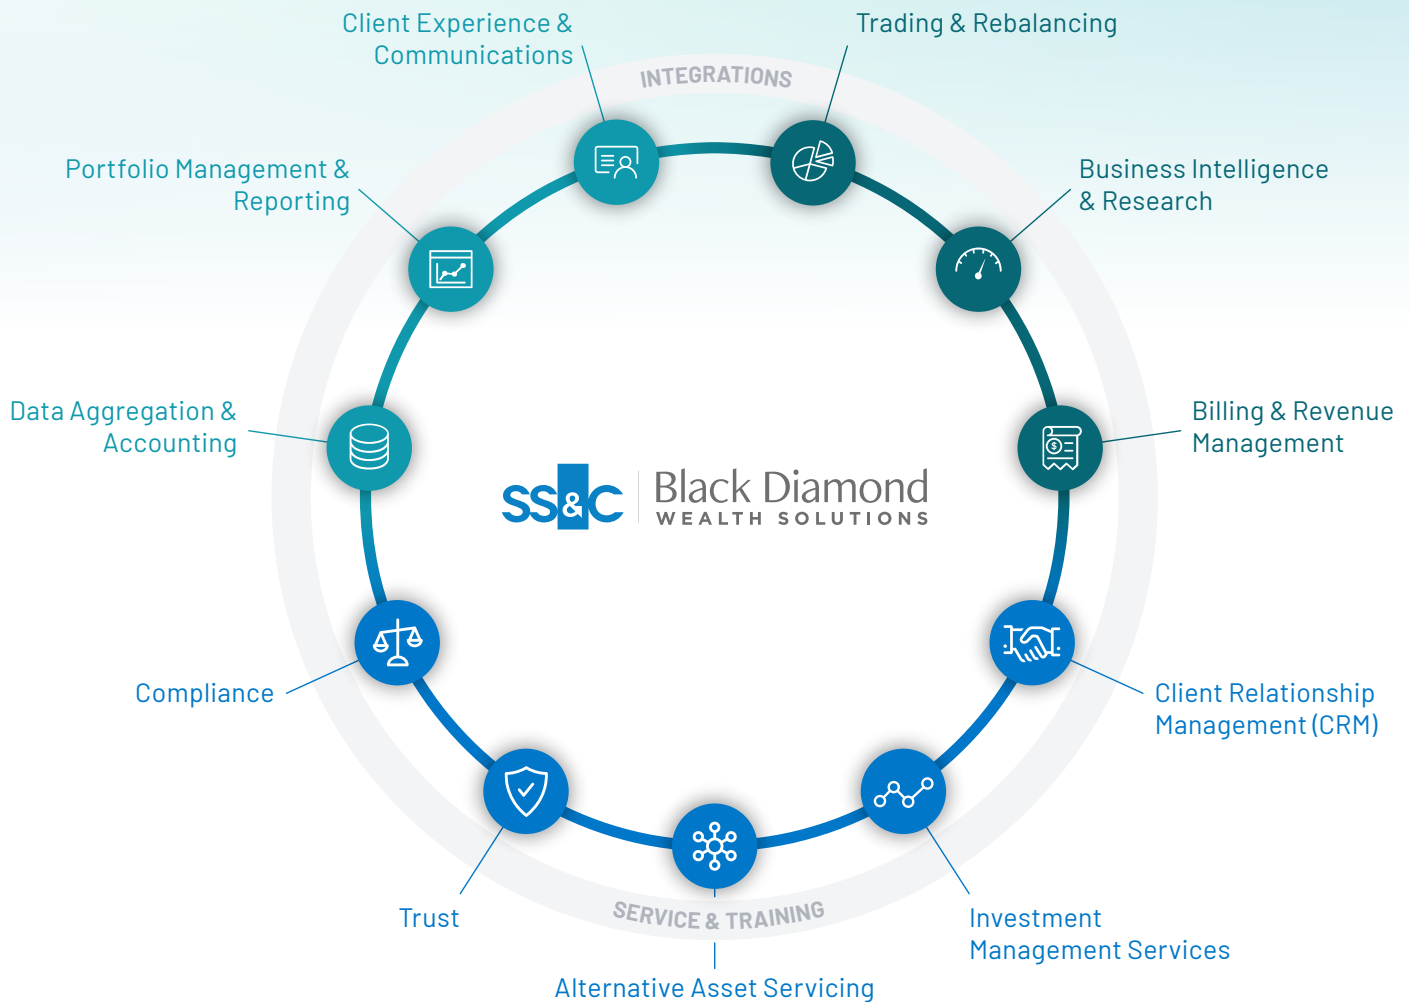 Client Experience &
Communications
Trading & Rebalancing
INTEGRATIONS
Portfolio Management &
Reporting
Business Intelligence
& Research
Data Aggregation &
Accounting
Billing & Revenue
Management
$
SS&C
Black Diamond
WEALTH SOLUTIONS
Compliance
Client Relationship
Management (CRM)
Trust
SERVICE & TRAINING
Investment
Management Services
Alternative Asset Servicing